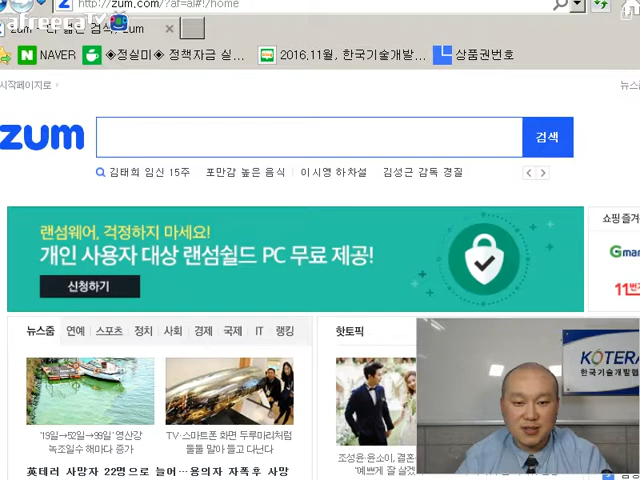 afreecaTV
http://zum.com/?af=al#!/home
zum
NAVER
◈정실미◈ 정책자금 실...
2016.11월, 한국기술개발...
상품권번호
시작페이지로 ›
뉴스
zum
검색
김태희 임신 15주
포만감 높은 음식
이시영 하차설
김성근 감독 경질
랜섬웨어, 걱정하지 마세요!
개인 사용자 대상 랜섬쉴드 PC 무료 제공!
신청하기
쇼핑 즐겨
Gmar
11번
뉴스줌
연예
스포츠
정치
사회
경제
국제
IT
랭킹
핫토픽
KOTERA
한국기술개발협
'19일→52일→99일' 영산강
녹조일수 해마다 증가
TV·스마트폰 화면 두루마리처럼
돌돌 말아 들고 다닌다
조성윤·윤소이, 결혼
"예쁘게 잘 살겠
英테러 사망자 22명으로 늘어…용의자 자폭후 사망